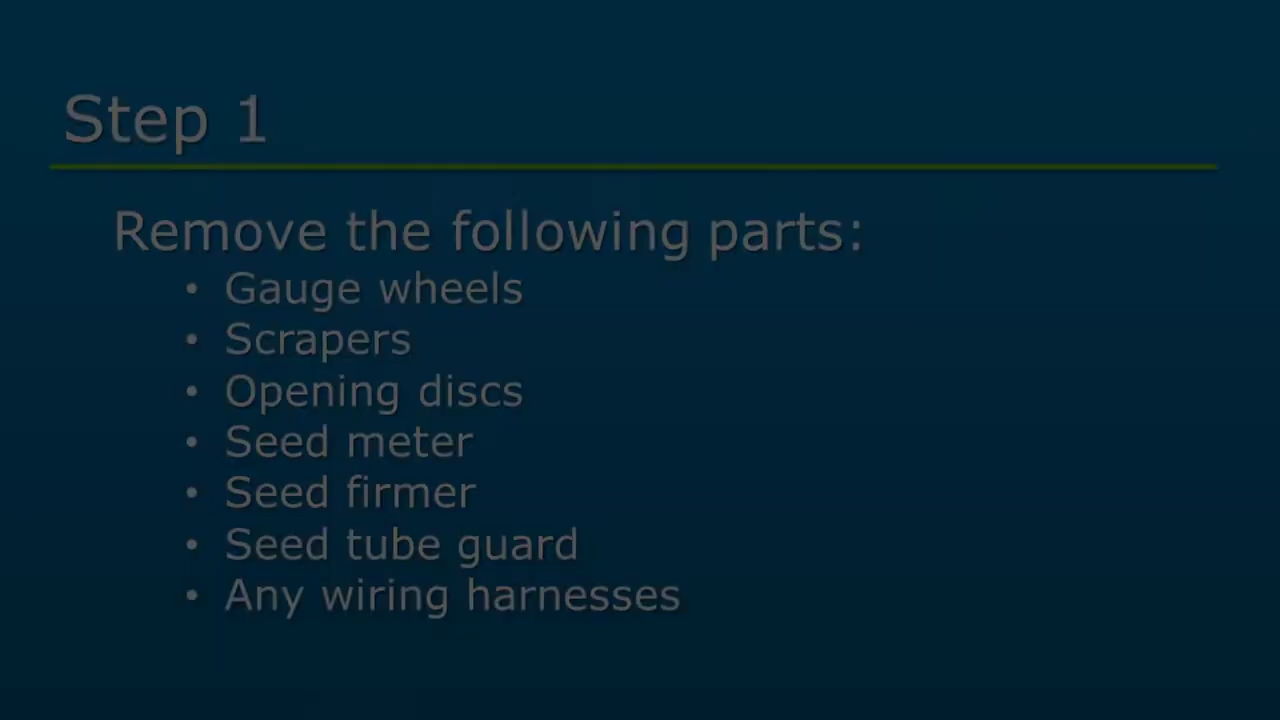 Step 1
Remove the following parts:
• Gauge wheels
• Scrapers
• Opening discs
• Seed meter
• Seed firmer
• Seed tube guard
• Any wiring harnesses